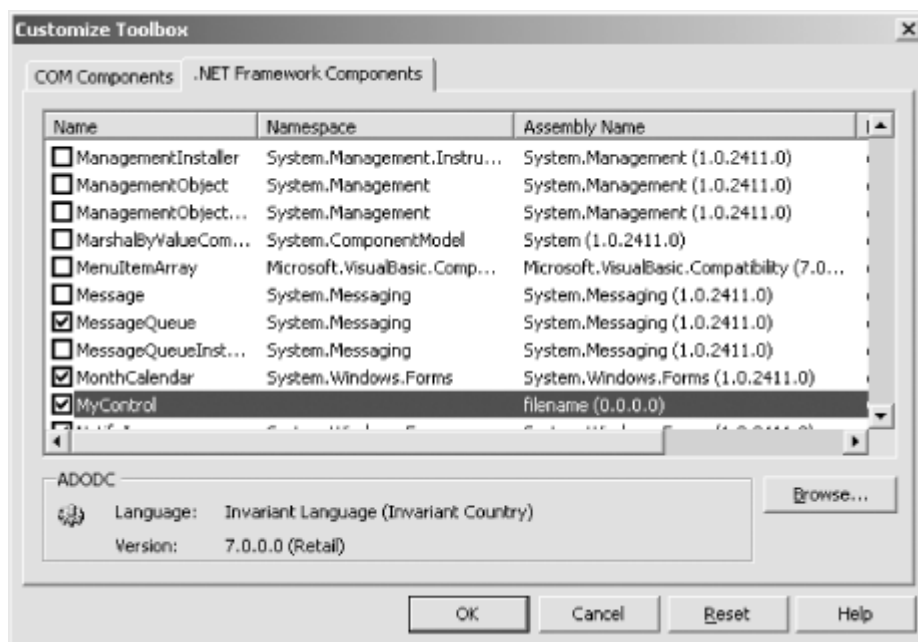 Customize Toolbox
COM Components .NET Framework Components
Name Namespace Assembly Name
ManagementInstaller System.Management.Instru... System.Management (1.0.2411.0)
ManagementObject System.Management System.Management (1.0.2411.0)
ManagementObject... System.Management System.Management (1.0.2411.0)
MarshalByValueCom... System.ComponentModel System (1.0.2411.0)
MenuItemArray Microsoft.VisualBasic.Comp... Microsoft.VisualBasic.Compatibility (7.0...
Message System.Messaging System.Messaging (1.0.2411.0)
MessageQueue System.Messaging System.Messaging (1.0.2411.0)
MessageQueueInst... System.Messaging System.Messaging (1.0.2411.0)
MonthCalendar System.Windows.Forms System.Windows.Forms (1.0.2411.0)
MyControl filename (0.0.0.0)
ADODC
Language: Invariant Language (Invariant Country)
Browse...
Version: 7.0.0.0 (Retail)
OK Cancel Reset Help